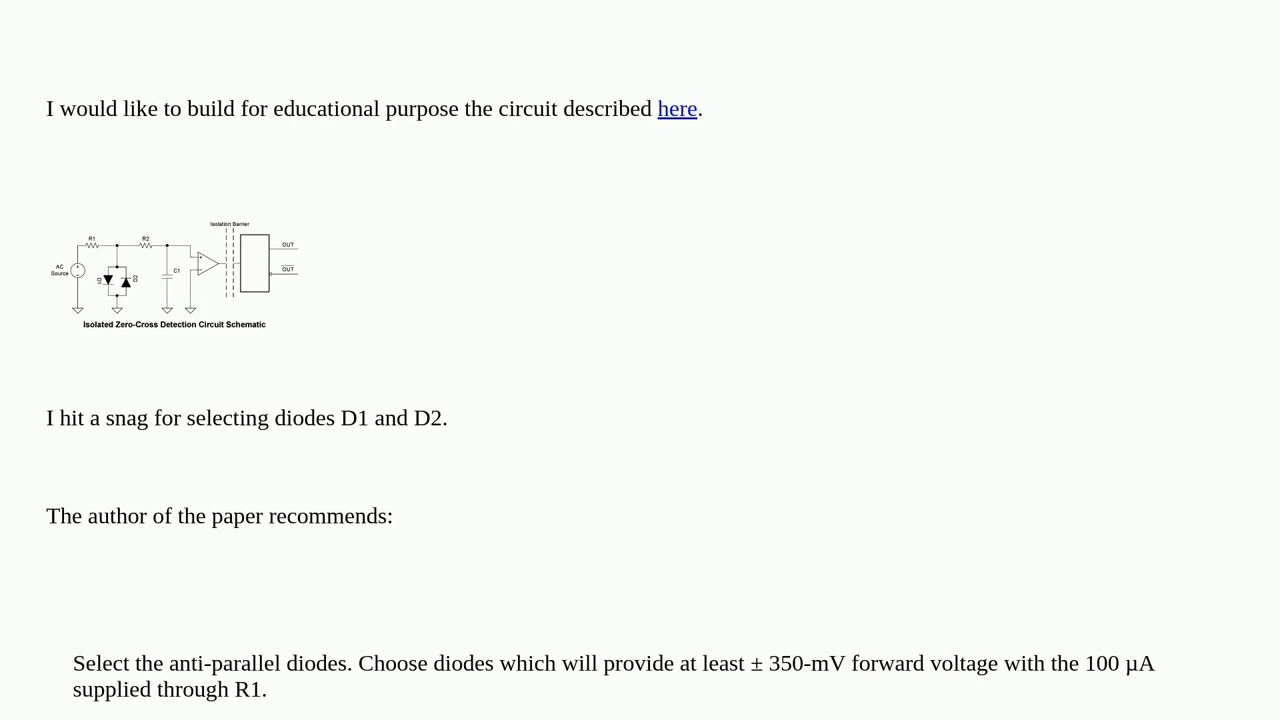 I would like to build for educational purpose the circuit described here.
Isolation Barrier
R1
R2
OUT
AC
Source
+
−
D1
D2
C1
+
−
OUT
Isolated Zero-Cross Detection Circuit Schematic
I hit a snag for selecting diodes D1 and D2.
The author of the paper recommends:
Select the anti-parallel diodes. Choose diodes which will provide at least ± 350-mV forward voltage with the 100 µA
supplied through R1.